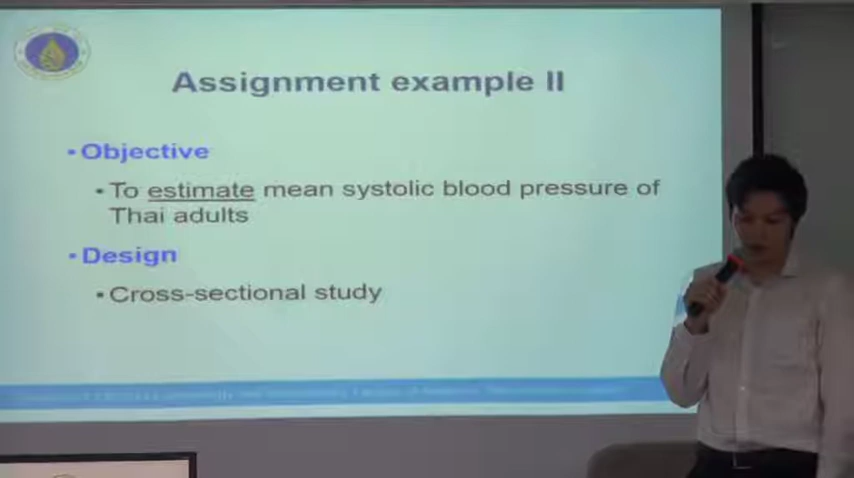 Assignment example II
• Objective
• To estimate mean systolic blood pressure of
Thai adults
• Design
• Cross-sectional study